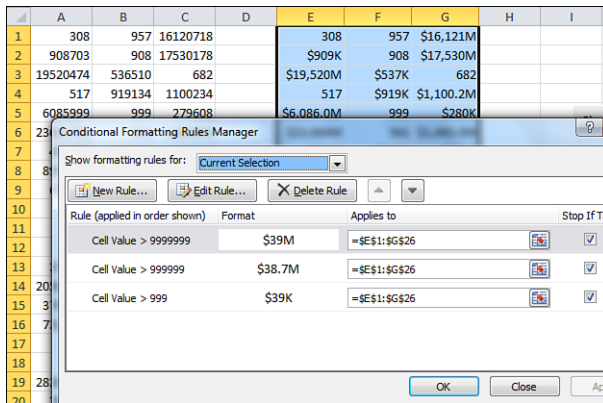 A B C D E F G H I
1 308 957 16120718 308 957 $16,121M
2 908703 908 17530178 $909K 908 $17,530M
3 19520474 536510 682 $19,520M $537K 682
4 517 919134 1100234 517 $919K $1,100.2M
5 6085999 999 279608 $6,086.0M 999 $280K
6
Conditional Formatting Rules Manager
7
Show formatting rules for: Current Selection
8
9
New Rule... Edit Rule... Delete Rule
10
Rule (applied in order shown) Format Applies to Stop If T
11
12
Cell Value > 9999999 $39M =$E$1:$G$26
13
Cell Value > 999999 $38.7M =$E$1:$G$26
14
15
Cell Value > 999 $39K =$E$1:$G$26
16
17
18
19
OK Close Ap
20